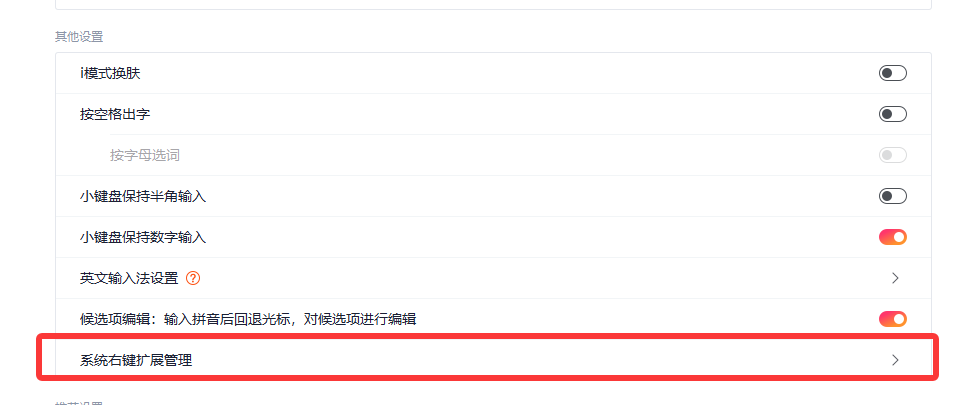 其他设置
i模式换肤
按空格出字
按字母选词
小键盘保持半角输入
小键盘保持数字输入
英文输入法设置 ?
候选项编辑：输入拼音后回退光标，对候选项进行编辑
系统右键扩展管理